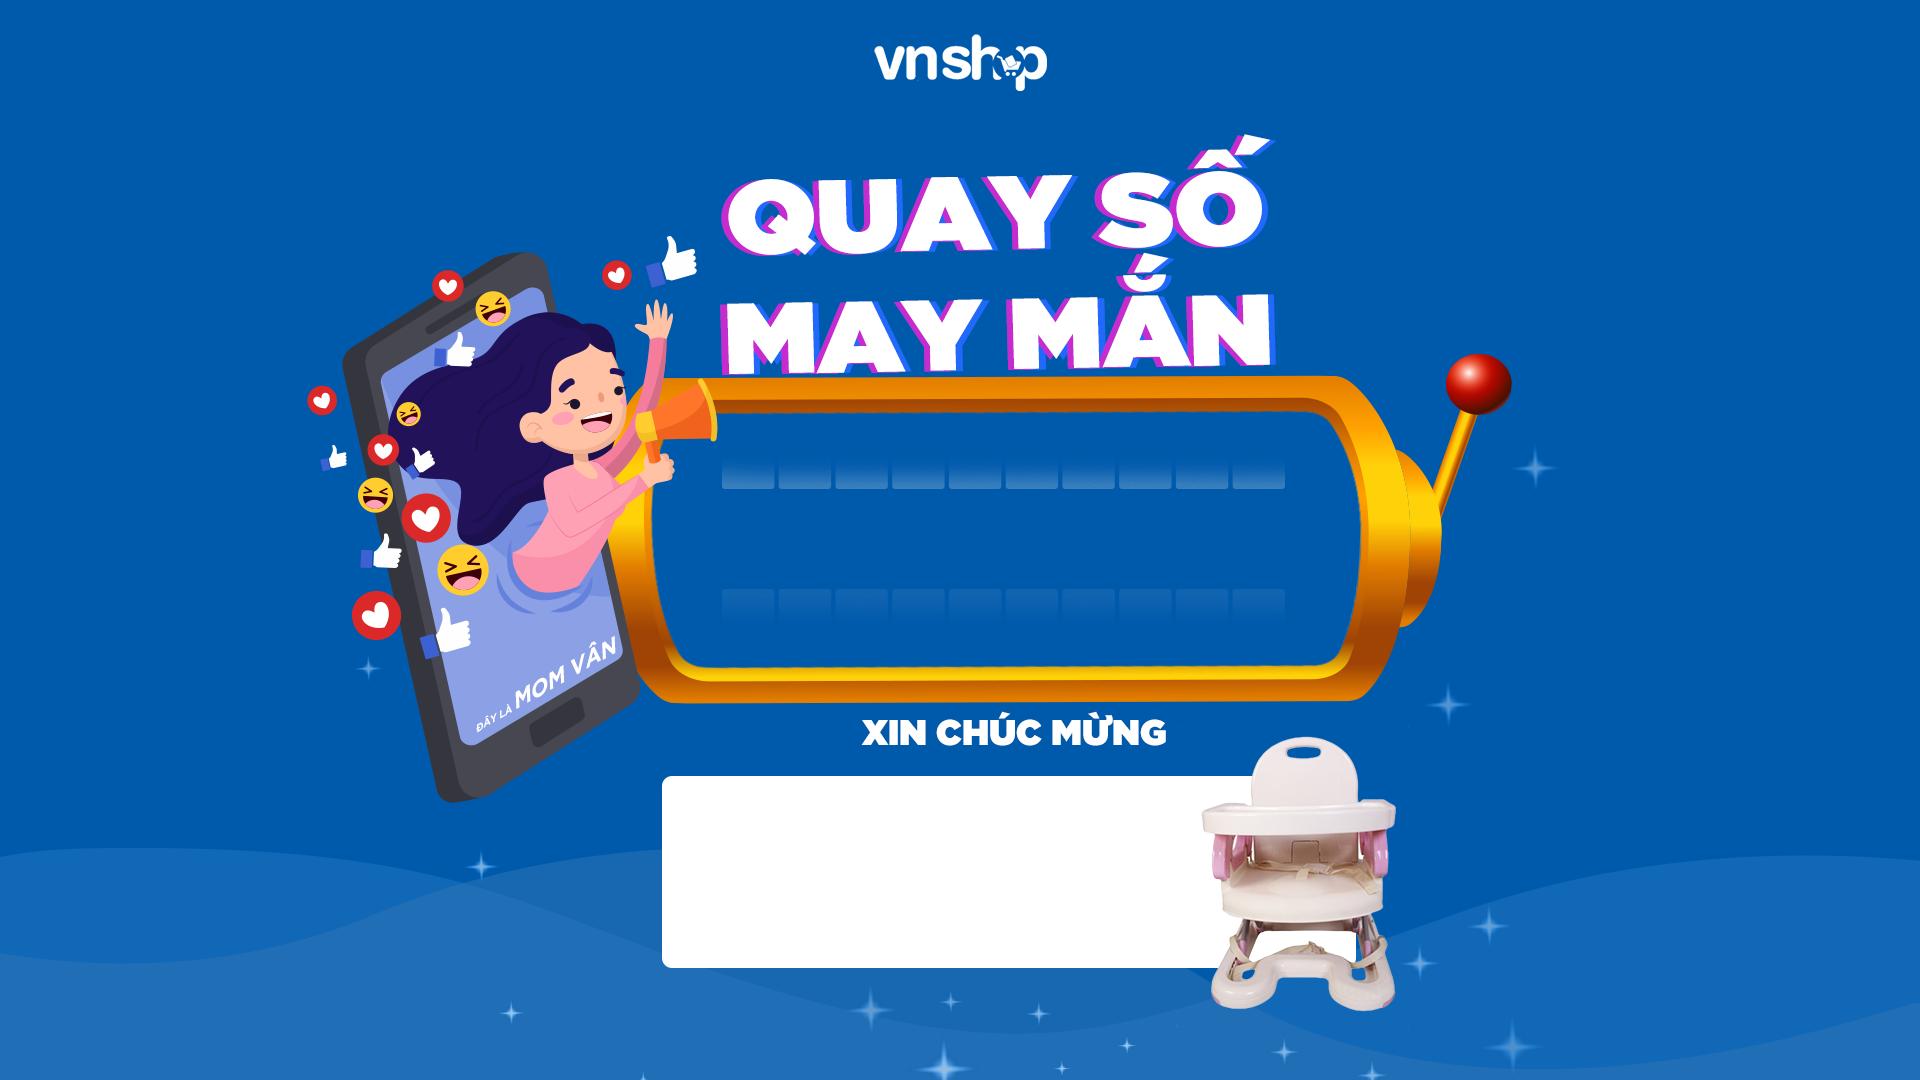 vnshop
QUAY SỐ
MAY MẮN
ĐÂY LÀ MOM VÂN
XIN CHÚC MỪNG